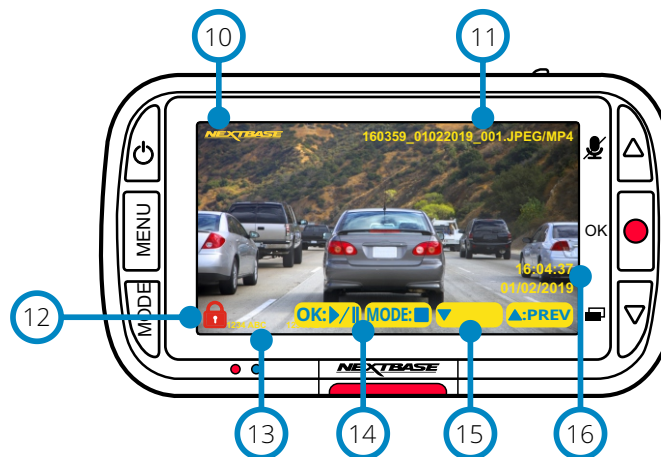 10
11
NEXTBASE
160359_01022019_001.JPEG/MP4
MENU
OK
16:04:37
01/02/2019
MODE
12
OK:▶/⏸ MODE:■ ▼ ▲:PREV
NEXTBASE
13
14
15
16